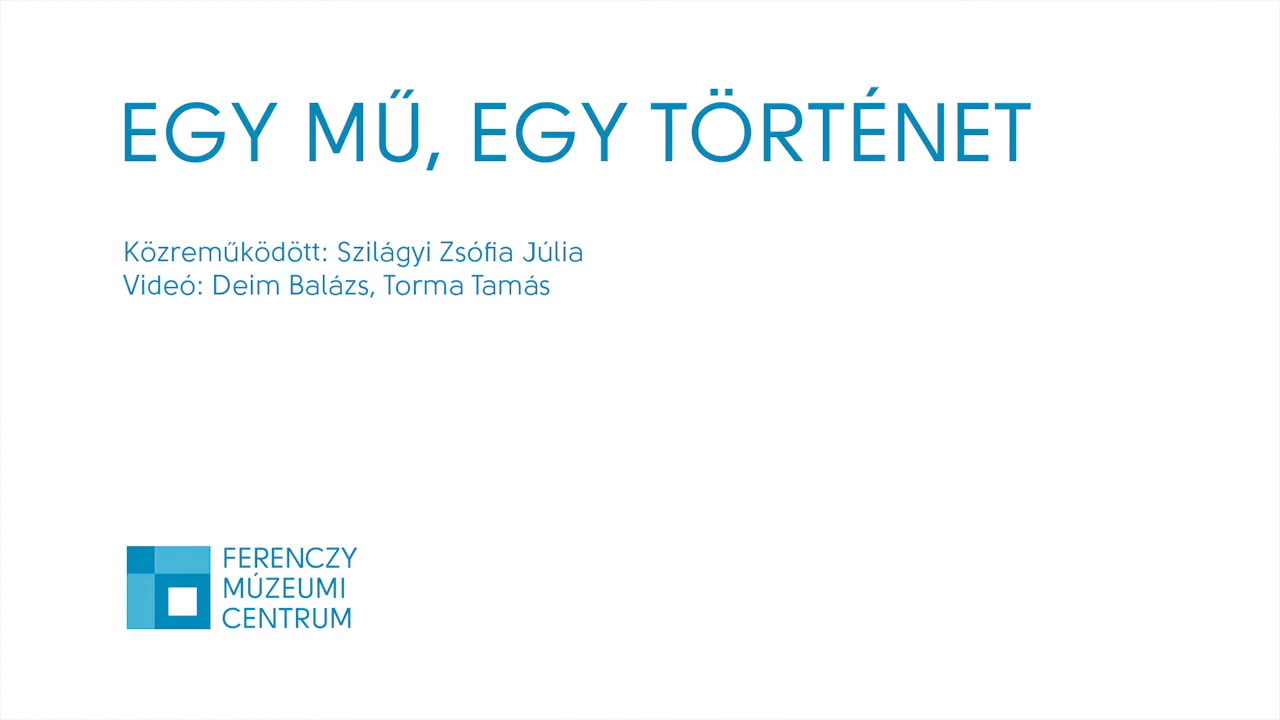 EGY MŰ, EGY TÖRTÉNET
Közreműködött: Szilágyi Zsófia Júlia
Videó: Deim Balázs, Torma Tamás
FERENCZY
MÚZEUMI
CENTRUM